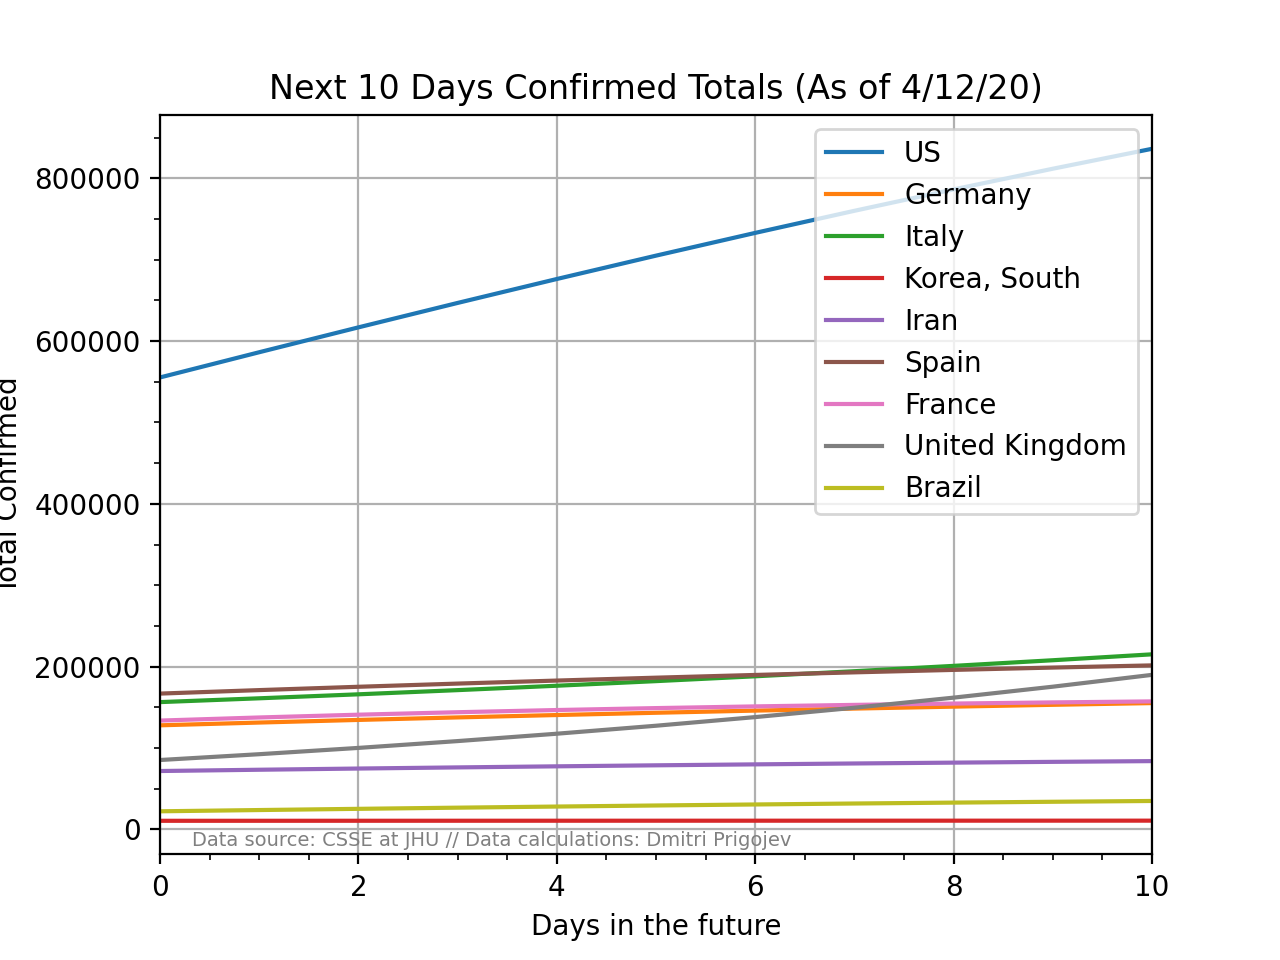 Next 10 Days Confirmed Totals (As of 4/12/20)
800000
600000
400000
200000
0
Total Confirmed
US
Germany
Italy
Korea, South
Iran
Spain
France
United Kingdom
Brazil
Data source: CSSE at JHU // Data calculations: Dmitri Prigojev
0 2 4 6 8 10
Days in the future